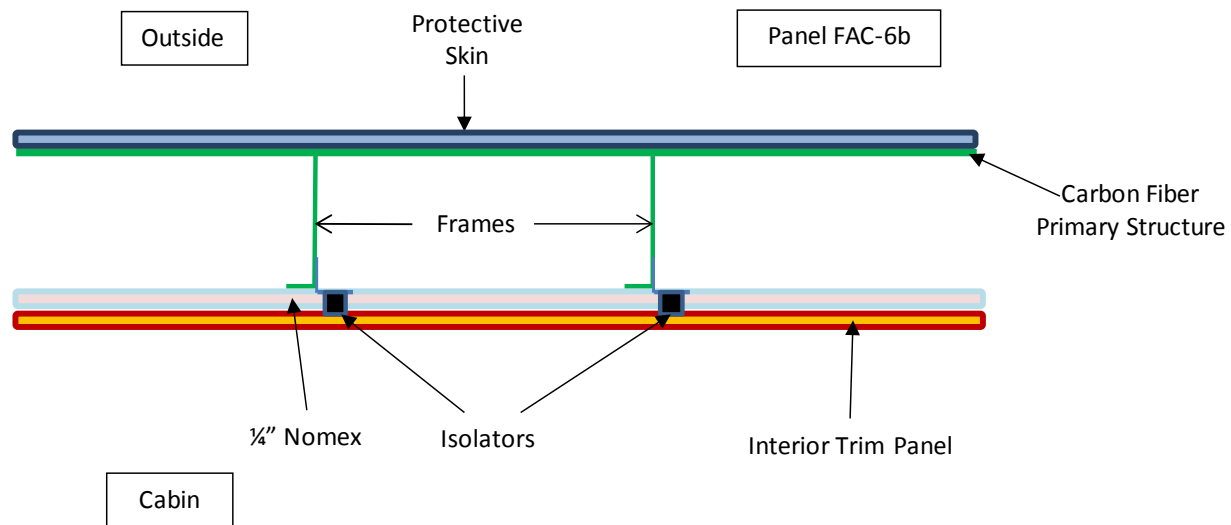 Outside
Protective
Skin
Panel FAC-6b
Carbon Fiber
Primary Structure
Frames
¼” Nomex
Isolators
Interior Trim Panel
Cabin